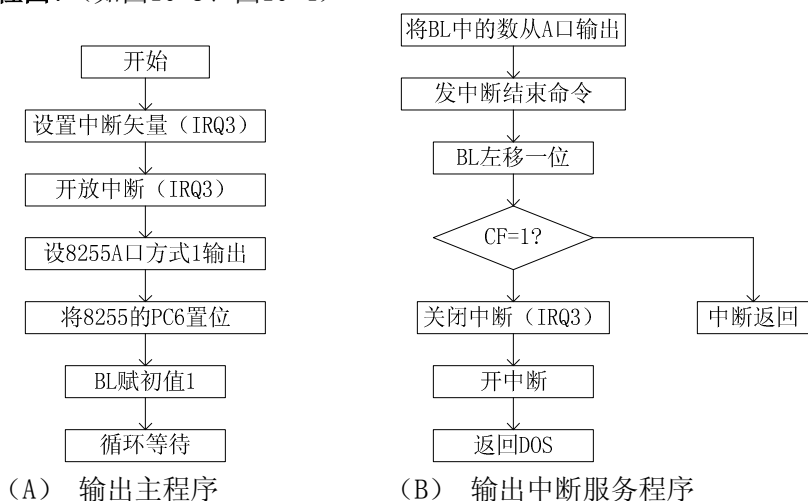 开始
设置中断矢量（IRQ3）
开放中断（IRQ3）
设8255A口方式1输出
将8255的PC6置位
BL赋初值1
循环等待
（A） 输出主程序
将BL中的数从A口输出
发中断结束命令
BL左移一位
CF=1?
关闭中断（IRQ3）
中断返回
开中断
返回DOS
（B） 输出中断服务程序